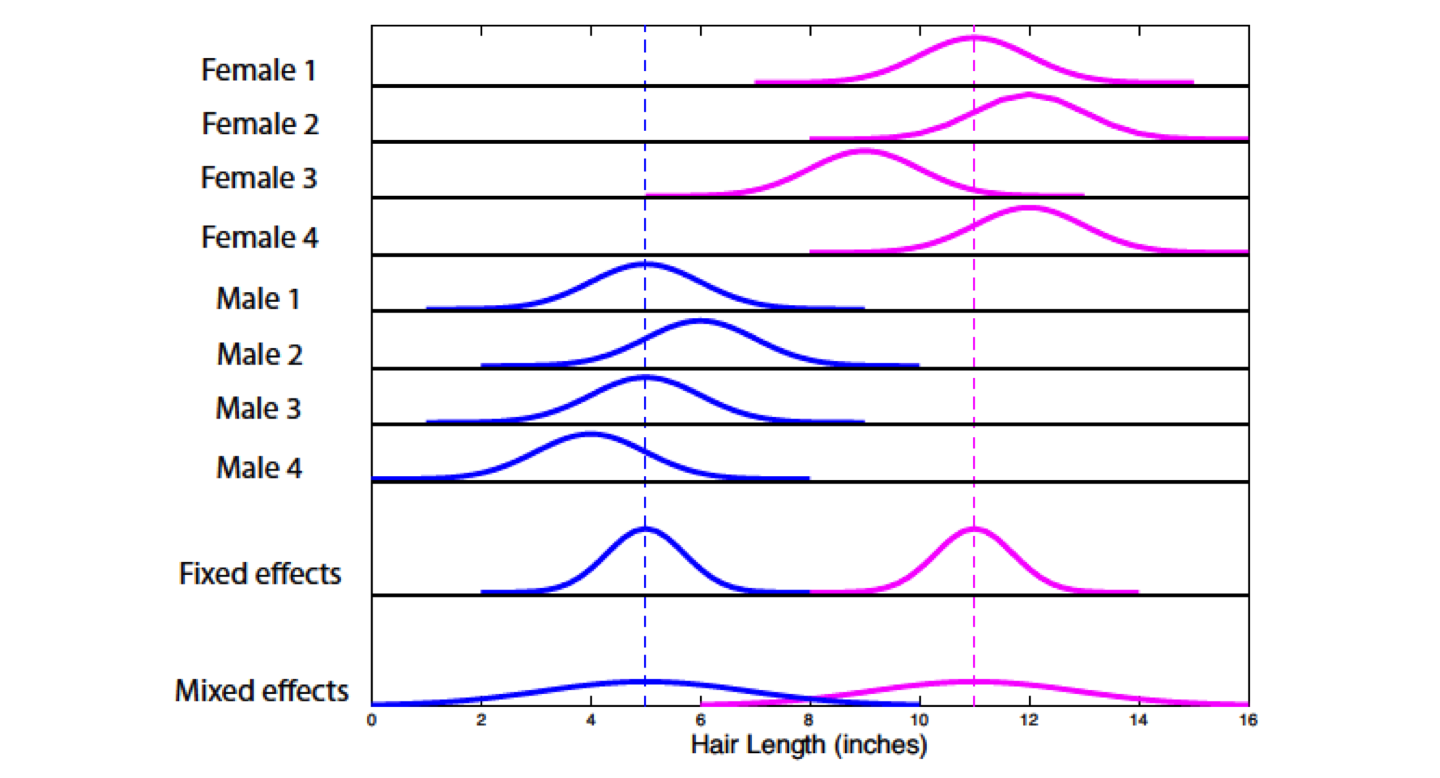 Female 1
Female 2
Female 3
Female 4
Male 1
Male 2
Male 3
Male 4
Fixed effects
Mixed effects
0 2 4 6 8 10 12 14 16
Hair Length (inches)